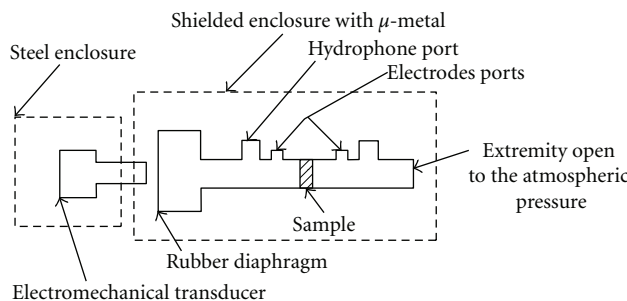 Shielded enclosure with μ-metal
Hydrophone port
Steel enclosure
Electrodes ports
Extremity open
to the atmospheric
pressure
Sample
Rubber diaphragm
Electromechanical transducer